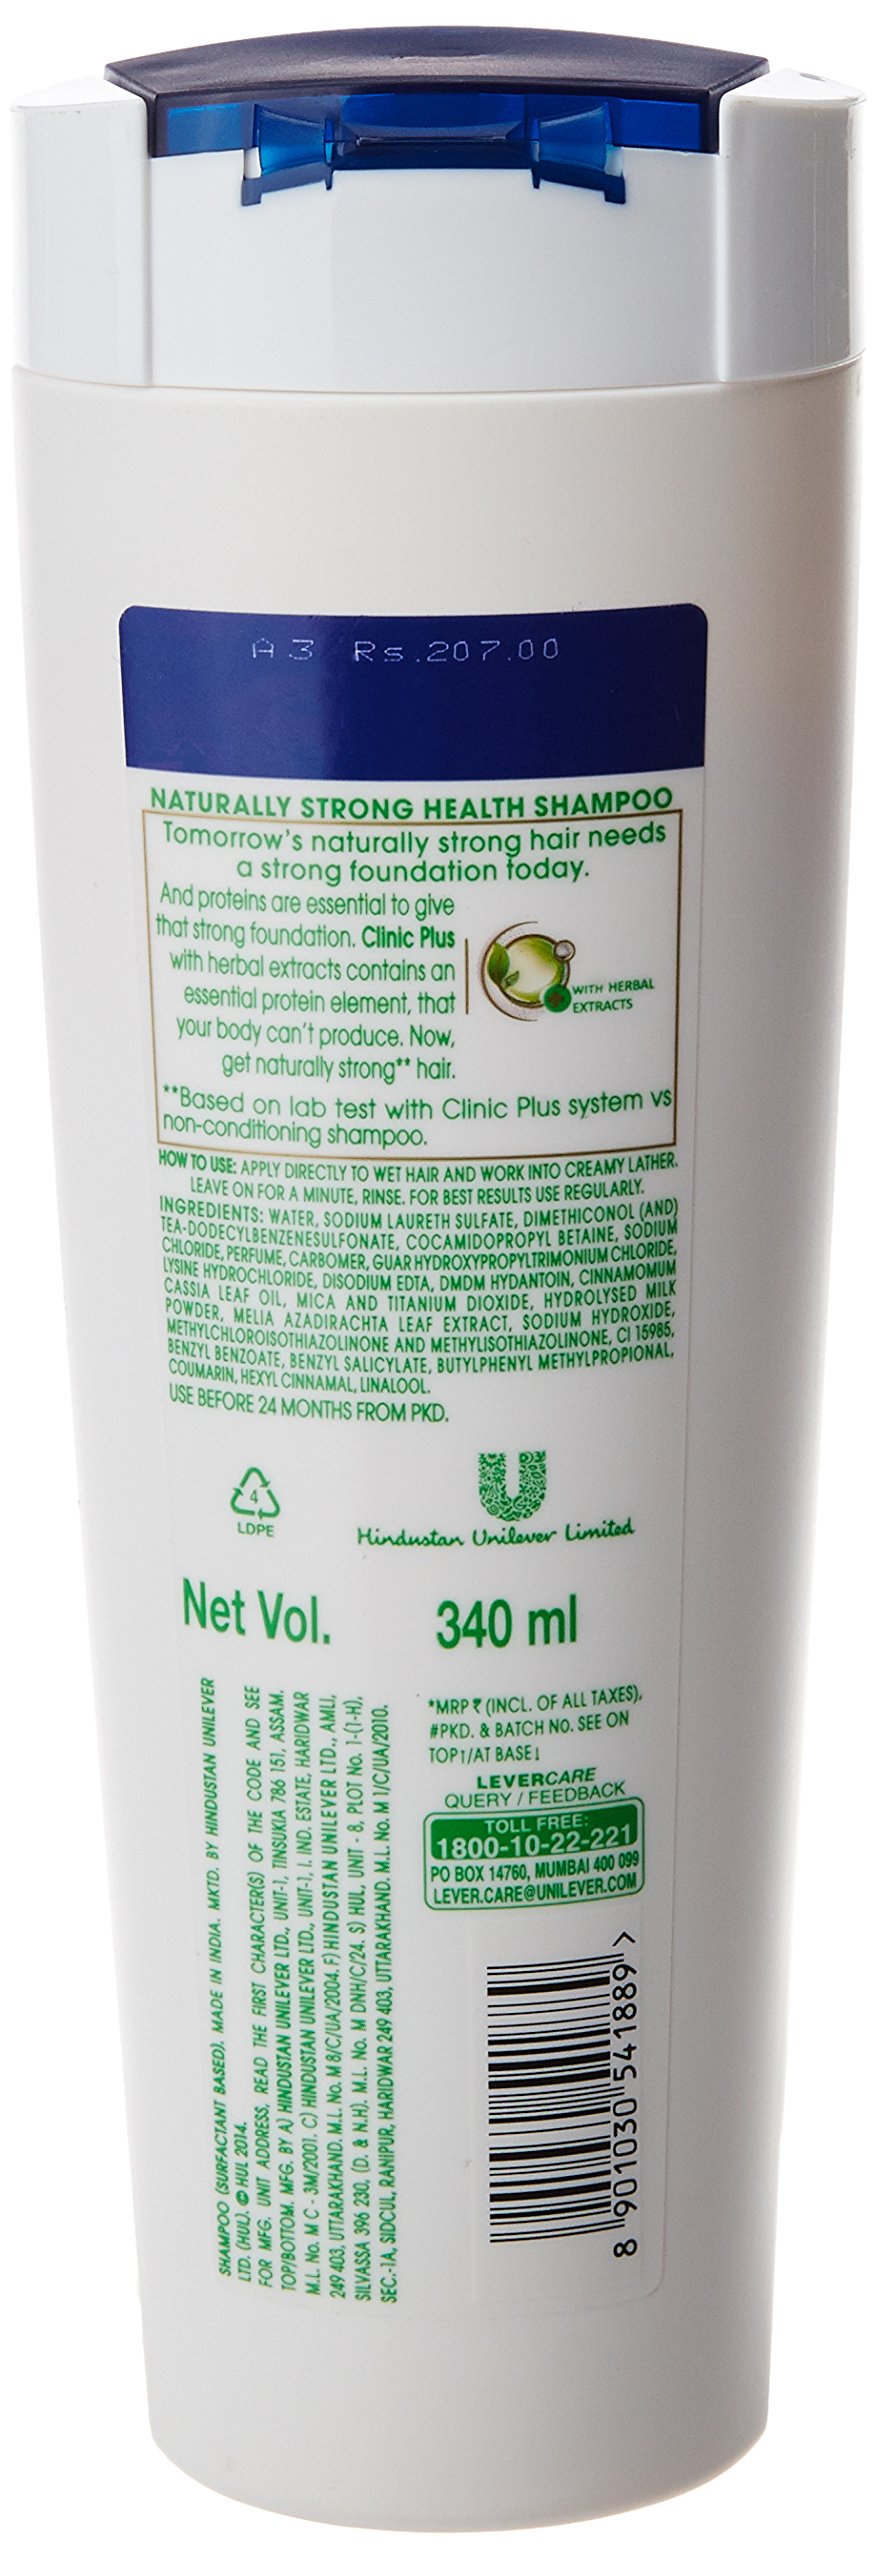 A3 Rs.207.00
NATURALLY STRONG HEALTH SHAMPOO
Tomorrow's naturally strong hair needs
a strong foundation today.
And proteins are essential to give
that strong foundation. Clinic Plus
with herbal extracts contains an
essential protein element, that
your body can't produce. Now,
get naturally strong** hair.
WITH HERBAL
EXTRACTS
**Based on lab test with Clinic Plus system vs
non-conditioning shampoo.
HOW TO USE: APPLY DIRECTLY TO WET HAIR AND WORK INTO CREAMY LATHER.
LEAVE ON FOR A MINUTE, RINSE. FOR BEST RESULTS USE REGULARLY.
INGREDIENTS: WATER, SODIUM LAURETH SULFATE, DIMETHICONOL (AND)
TEA-DODECYLBENZENESULFONATE, COCAMIDOPROPYL BETAINE, SODIUM
CHLORIDE, PERFUME, CARBOMER, GUAR HYDROXYPROPYLTRIMONIUM CHLORIDE,
LYSINE HYDROCHLORIDE, DISODIUM EDTA, DMDM HYDANTOIN, CINNAMOMUM
CASSIA LEAF OIL, MICA AND TITANIUM DIOXIDE, HYDROLYSED MILK
POWDER, MELIA AZADIRACHTA LEAF EXTRACT, SODIUM HYDROXIDE,
METHYLCHLOROISOTHIAZOLINONE AND METHYLISOTHIAZOLINONE, CI 15985,
BENZYL BENZOATE, BENZYL SALICYLATE, BUTYLPHENYL METHYLPROPIONAL,
COUMARIN, HEXYL CINNAMAL, LINALOOL.
USE BEFORE 24 MONTHS FROM PKD.
4
LDPE
Hindustan Unilever Limited
Net Vol. 340 ml
SHAMPOO (SURFACTANT BASED). MADE IN INDIA. MKTD. BY HINDUSTAN UNILEVER
LTD. (HUL). © HUL 2014.
FOR MFG. UNIT ADDRESS, READ THE FIRST CHARACTER(S) OF THE CODE AND SEE
TOP/BOTTOM. MFG. BY A) HINDUSTAN UNILEVER LTD., UNIT-1, TINSUKIA 786 151, ASSAM.
M.L. No. M C - 3M/2001. C) HINDUSTAN UNILEVER LTD., UNIT-1, I. IND. ESTATE, HARIDWAR
249 403, UTTARAKHAND. M.L. No. M 8/C/UA/2004. F) HINDUSTAN UNILEVER LTD., AMLI,
SILVASSA 396 230, (D. & N.H). M.L. No. M DNH/C/24. S) HUL, UNIT - 8, PLOT No. 1-(1-H),
SEC.-1A, SIDCUL, RANIPUR, HARIDWAR 249 403, UTTARAKHAND. M.L. No. M 1/C/UA/2010.
*MRP ₹ (INCL. OF ALL TAXES),
#PKD. & BATCH No. SEE ON
TOP↑/AT BASE↓
LEVERCARE
QUERY / FEEDBACK
TOLL FREE:
1800-10-22-221
PO BOX 14760, MUMBAI 400 099
LEVER.CARE@UNILEVER.COM
8 901030 541889 >